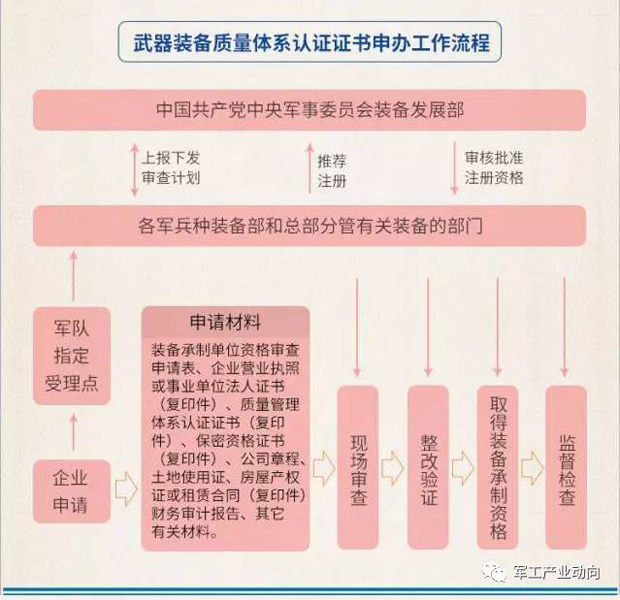 武器装备质量体系认证证书申办工作流程
中国共产党中央军事委员会装备发展部
上报下发
审查计划
推荐
注册
审核批准
注册资格
各军兵种装备部和总部分管有关装备的部门
军队
指定
受理点
企业
申请
申请材料
装备承制单位资格审查
申请表、企业营业执照
或事业单位法人证书
（复印件）、质量管理
体系认证证书（复印
件）、保密资格证书
（复印件）、公司章程、
土地使用证、房屋产权
证或租赁合同（复印件）
财务审计报告、其它
有关材料。
现场审查
整改验证
取得装备承制资格
监督检查
军工产业动向